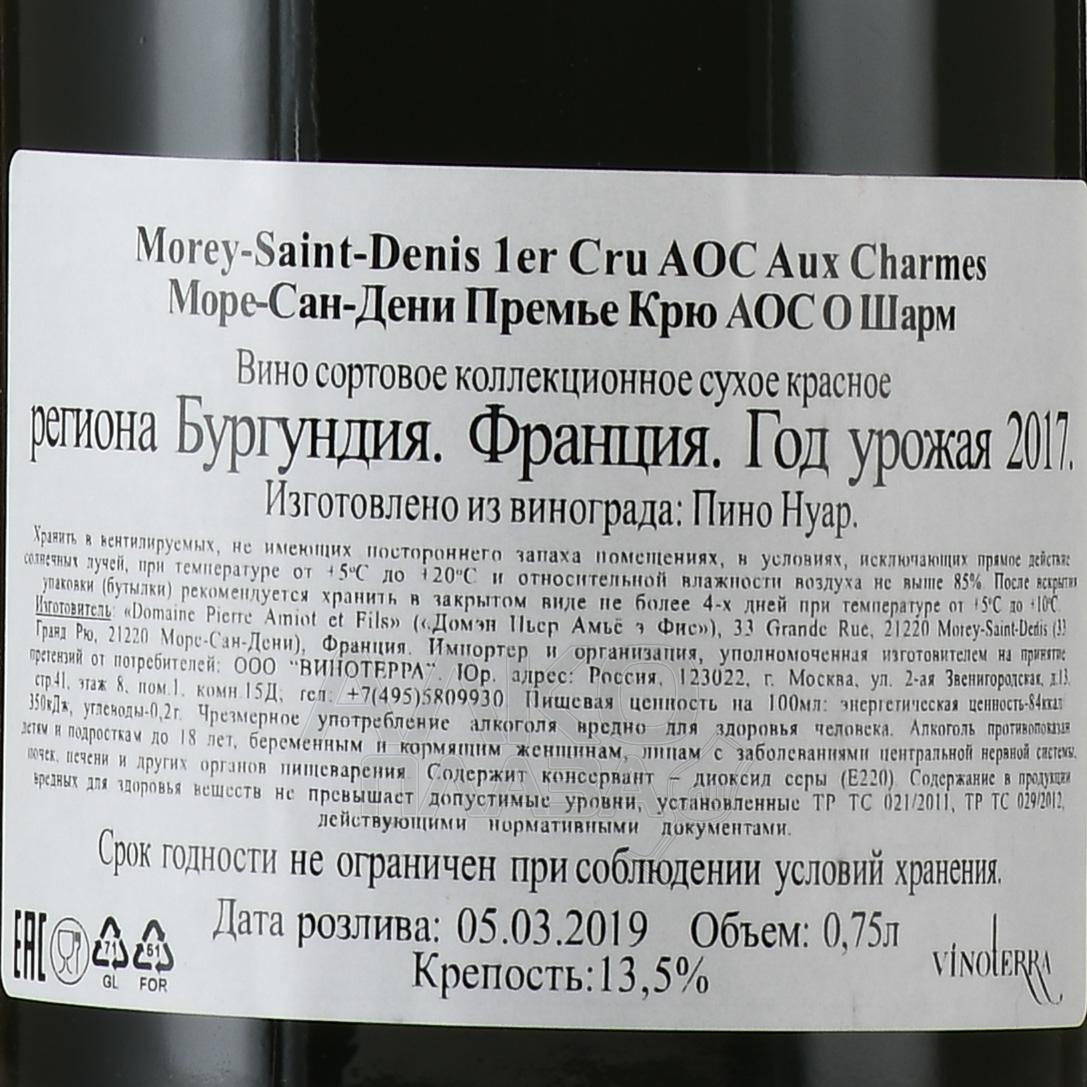 Morey-Saint-Denis 1er Cru AOC Aux Charmes
Море-Сан-Дени Премье Крю АОС О Шарм
Вино сортовое коллекционное сухое красное
региона Бургундия. Франция. Год урожая 2017.
Изготовлено из винограда: Пино Нуар.
Хранить в вентилируемых, не имеющих постороннего запаха помещениях, в условиях, исключающих прямое действие
солнечных лучей, при температуре от +5°С до +20°С и относительной влажности воздуха не выше 85%. После вскрытия
упаковки (бутылки) рекомендуется хранить в закрытом виде не более 4-х дней при температуре от +5°С до +10°С.
Изготовитель: «Domaine Pierre Amiot et Fils» («Домэн Пьер Амьё э Фис»), 33 Grande Rue, 21220 Morey-Saint-Denis (33
Гранд Рю, 21220 Море-Сан-Дени), Франция. Импортер и организация, уполномоченная изготовителем на принятие
претензий от потребителей: ООО "ВИНОТЕРРА". Юр. адрес: Россия, 123022, г. Москва, ул. 2-ая Звенигородская, д.13,
стр.41, этаж 8, пом.1, комн.15Д; тел: +7(495)5809930 Пищевая ценность на 100мл: энергетическая ценность-84ккал/
350кДж, углеводы-0,2г. Чрезмерное употребление алкоголя вредно для здоровья человека. Алкоголь противопоказан
детям и подросткам до 18 лет, беременным и кормящим женщинам, лицам с заболеваниями центральной нервной системы,
почек, печени и других органов пищеварения. Содержит консервант – диоксид серы (Е220). Содержание в продукции
вредных для здоровья веществ не превышает допустимые уровни, установленные ТР ТС 021/2011, ТР ТС 029/2012,
действующими нормативными документами.
Срок годности не ограничен при соблюдении условий хранения.
Дата розлива: 05.03.2019 Объем: 0,75л
Крепость:13,5%
EAC
71
GL
51
FOR
VINOTERRA